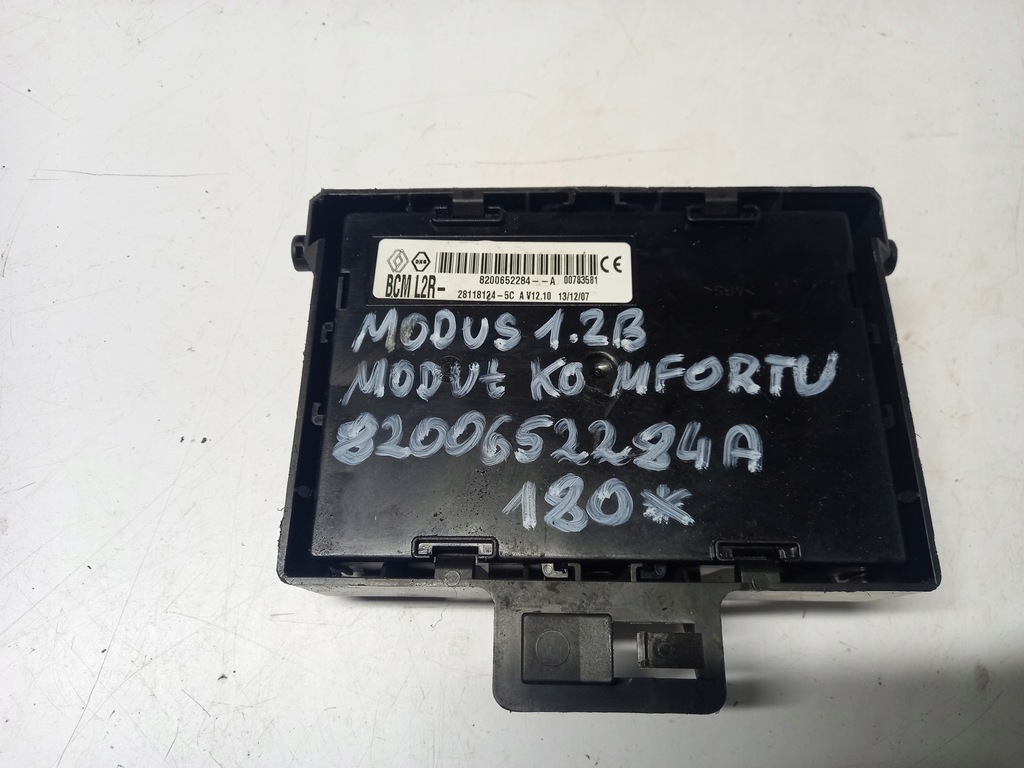 8200652284--A 00783581
BCM L2R-
28118124-5C A V12.10 13/12/07
MODUS 1.2B
MODUŁ KOMFORTU
8200652284A
180*